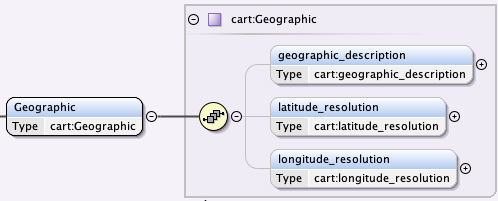 cart:Geographic
geographic_description
Type cart:geographic_description
Geographic
Type cart:Geographic
latitude_resolution
Type cart:latitude_resolution
longitude_resolution
Type cart:longitude_resolution